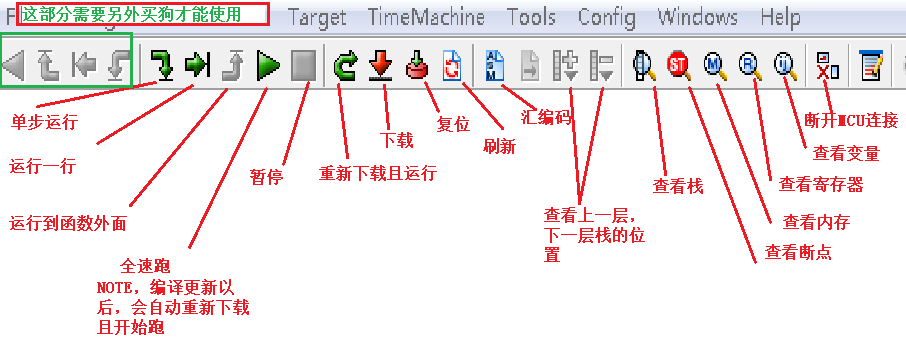 F
这部分需要另外买狗才能使用
Target TimeMachine Tools Config Windows Help
单步运行
运行一行
运行到函数外面
全速跑
NOTE，编译更新以
后，会自动重新下载
且开始跑
暂停
重新下载且运行
下载
复位
刷新
汇编码
查看上一层，
下一层栈的位
置
查看栈
断开MCU连接
查看变量
查看寄存器
查看内存
查看断点
ASM
ST
M
R